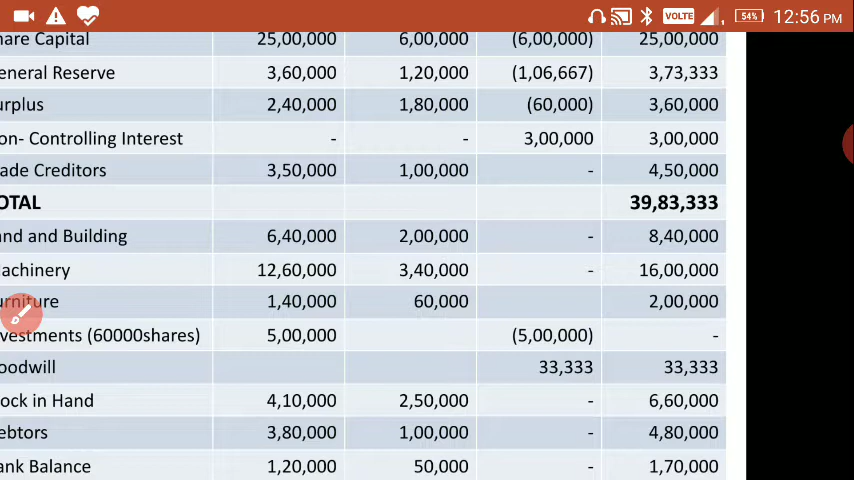 VOLTE 54% 12:56 PM
hare Capital 25,00,000 6,00,000 (6,00,000) 25,00,000
eneral Reserve 3,60,000 1,20,000 (1,06,667) 3,73,333
urplus 2,40,000 1,80,000 (60,000) 3,60,000
on- Controlling Interest - - 3,00,000 3,00,000
ade Creditors 3,50,000 1,00,000 - 4,50,000
OTAL 39,83,333
and and Building 6,40,000 2,00,000 - 8,40,000
achinery 12,60,000 3,40,000 - 16,00,000
urniture 1,40,000 60,000 2,00,000
vestments (60000shares) 5,00,000 (5,00,000) -
oodwill 33,333 33,333
ock in Hand 4,10,000 2,50,000 - 6,60,000
ebtors 3,80,000 1,00,000 - 4,80,000
ank Balance 1,20,000 50,000 - 1,70,000